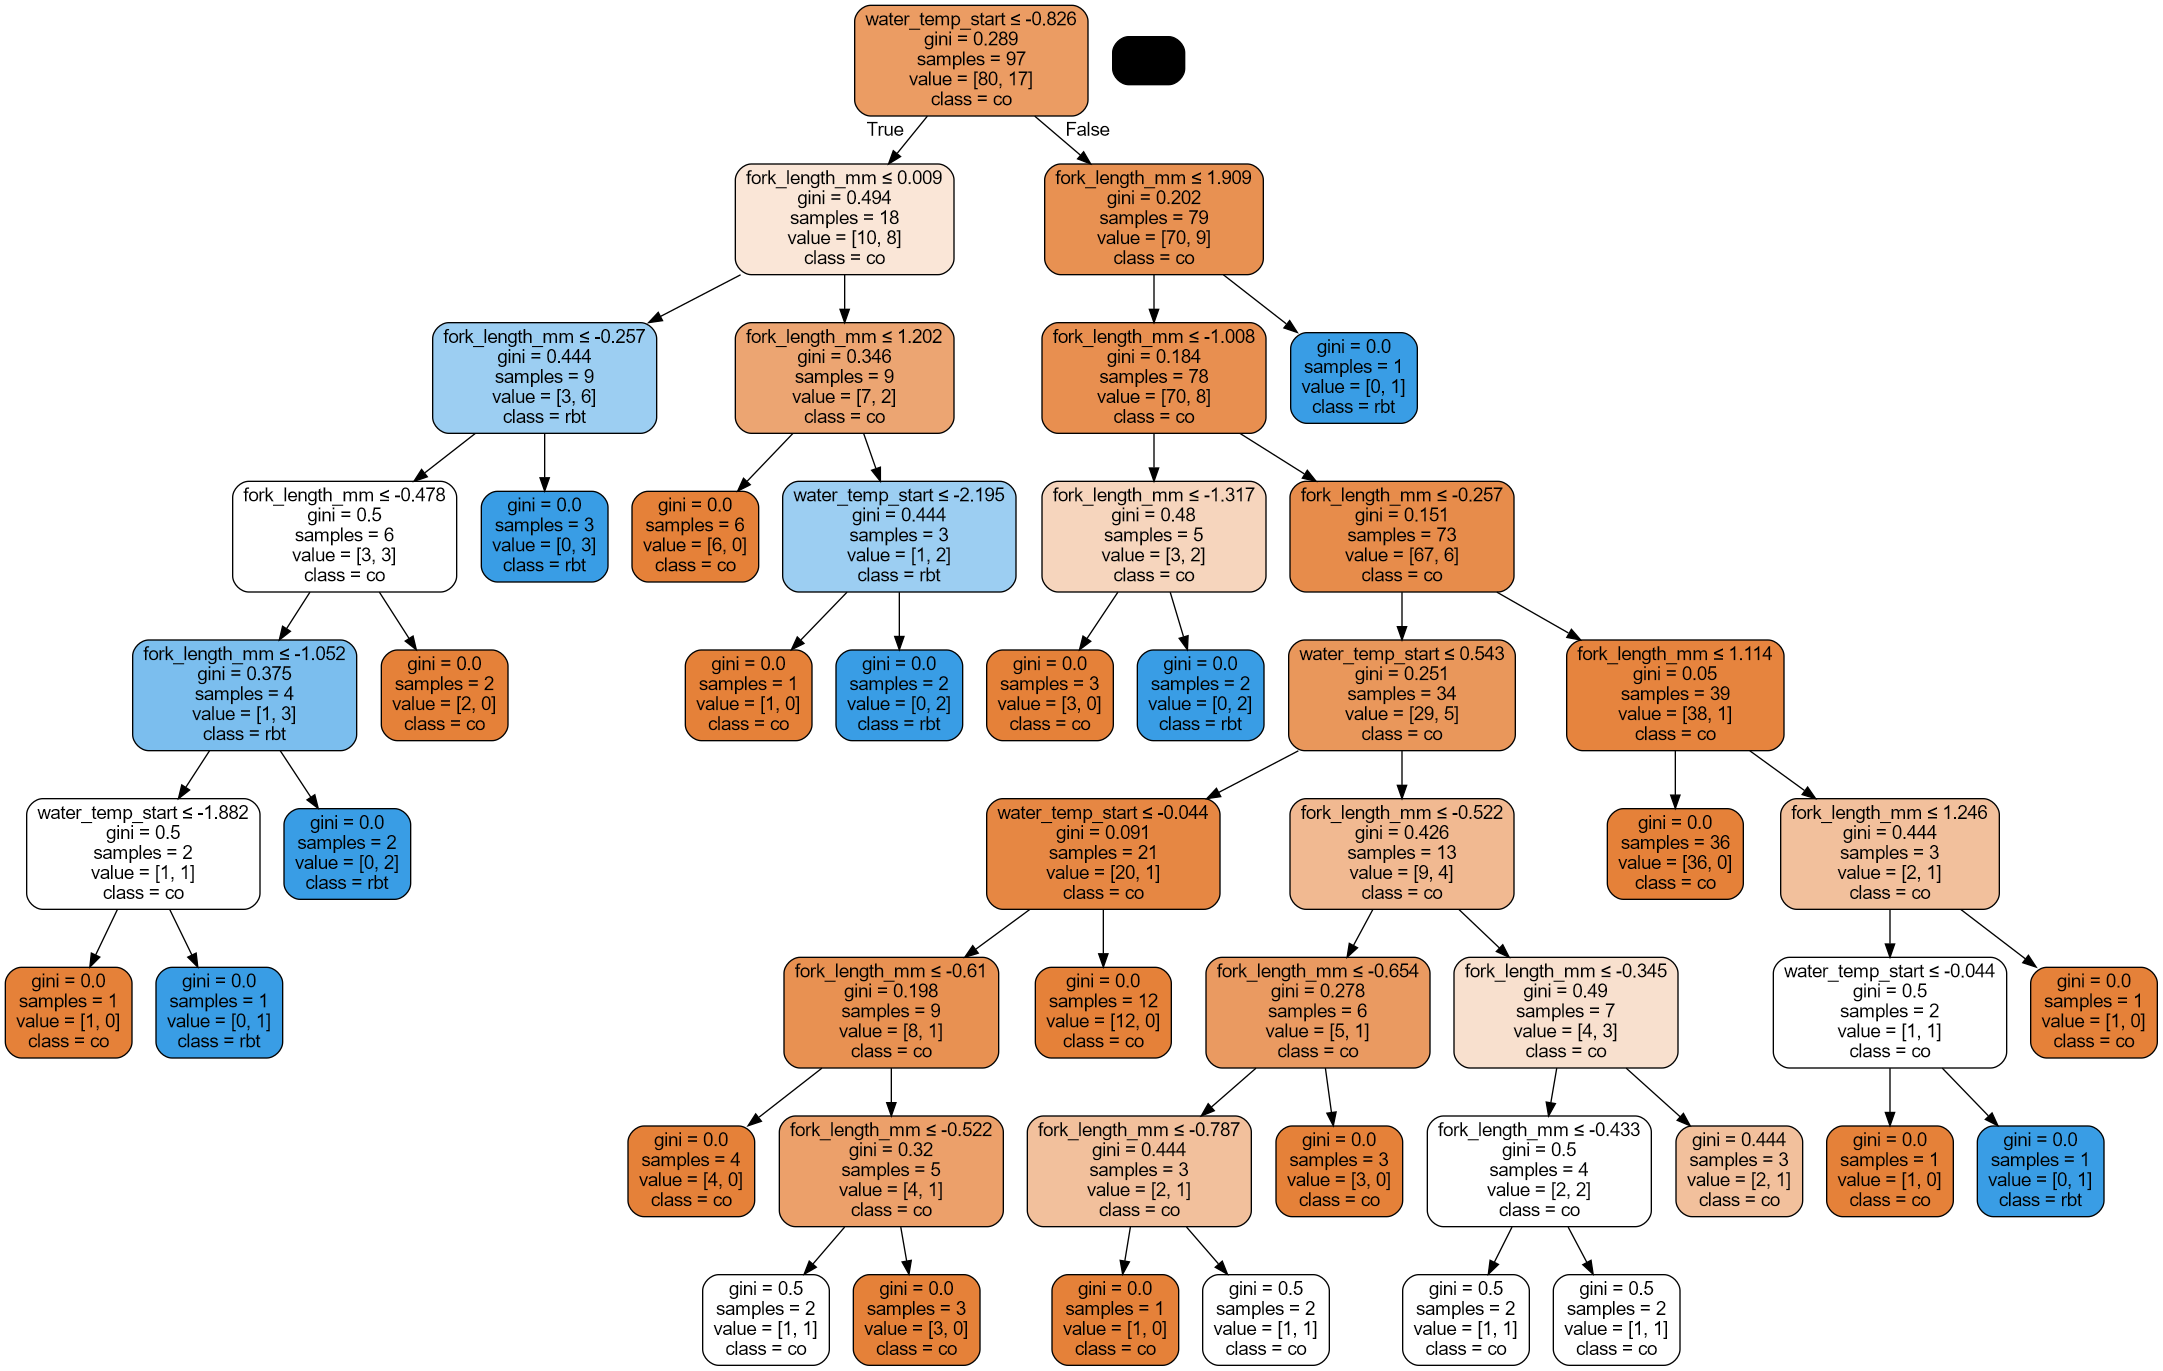 water_temp_start ≤ -0.826
gini = 0.289
samples = 97
value = [80, 17]
class = co
True
False
fork_length_mm ≤ 0.009
gini = 0.494
samples = 18
value = [10, 8]
class = co
fork_length_mm ≤ 1.909
gini = 0.202
samples = 79
value = [70, 9]
class = co
fork_length_mm ≤ -0.257
gini = 0.444
samples = 9
value = [3, 6]
class = rbt
fork_length_mm ≤ 1.202
gini = 0.346
samples = 9
value = [7, 2]
class = co
fork_length_mm ≤ -1.008
gini = 0.184
samples = 78
value = [70, 8]
class = co
gini = 0.0
samples = 1
value = [0, 1]
class = rbt
fork_length_mm ≤ -0.478
gini = 0.5
samples = 6
value = [3, 3]
class = co
gini = 0.0
samples = 3
value = [0, 3]
class = rbt
gini = 0.0
samples = 6
value = [6, 0]
class = co
water_temp_start ≤ -2.195
gini = 0.444
samples = 3
value = [1, 2]
class = rbt
fork_length_mm ≤ -1.317
gini = 0.48
samples = 5
value = [3, 2]
class = co
fork_length_mm ≤ -0.257
gini = 0.151
samples = 73
value = [67, 6]
class = co
fork_length_mm ≤ -1.052
gini = 0.375
samples = 4
value = [1, 3]
class = rbt
gini = 0.0
samples = 2
value = [2, 0]
class = co
gini = 0.0
samples = 1
value = [1, 0]
class = co
gini = 0.0
samples = 2
value = [0, 2]
class = rbt
gini = 0.0
samples = 3
value = [3, 0]
class = co
gini = 0.0
samples = 2
value = [0, 2]
class = rbt
water_temp_start ≤ 0.543
gini = 0.251
samples = 34
value = [29, 5]
class = co
fork_length_mm ≤ 1.114
gini = 0.05
samples = 39
value = [38, 1]
class = co
water_temp_start ≤ -1.882
gini = 0.5
samples = 2
value = [1, 1]
class = co
gini = 0.0
samples = 2
value = [0, 2]
class = rbt
water_temp_start ≤ -0.044
gini = 0.091
samples = 21
value = [20, 1]
class = co
fork_length_mm ≤ -0.522
gini = 0.426
samples = 13
value = [9, 4]
class = co
gini = 0.0
samples = 36
value = [36, 0]
class = co
fork_length_mm ≤ 1.246
gini = 0.444
samples = 3
value = [2, 1]
class = co
gini = 0.0
samples = 1
value = [1, 0]
class = co
gini = 0.0
samples = 1
value = [0, 1]
class = rbt
fork_length_mm ≤ -0.61
gini = 0.198
samples = 9
value = [8, 1]
class = co
gini = 0.0
samples = 12
value = [12, 0]
class = co
fork_length_mm ≤ -0.654
gini = 0.278
samples = 6
value = [5, 1]
class = co
fork_length_mm ≤ -0.345
gini = 0.49
samples = 7
value = [4, 3]
class = co
water_temp_start ≤ -0.044
gini = 0.5
samples = 2
value = [1, 1]
class = co
gini = 0.0
samples = 1
value = [1, 0]
class = co
gini = 0.0
samples = 4
value = [4, 0]
class = co
fork_length_mm ≤ -0.522
gini = 0.32
samples = 5
value = [4, 1]
class = co
fork_length_mm ≤ -0.787
gini = 0.444
samples = 3
value = [2, 1]
class = co
gini = 0.0
samples = 3
value = [3, 0]
class = co
fork_length_mm ≤ -0.433
gini = 0.5
samples = 4
value = [2, 2]
class = co
gini = 0.444
samples = 3
value = [2, 1]
class = co
gini = 0.0
samples = 1
value = [1, 0]
class = co
gini = 0.0
samples = 1
value = [0, 1]
class = rbt
gini = 0.5
samples = 2
value = [1, 1]
class = co
gini = 0.0
samples = 3
value = [3, 0]
class = co
gini = 0.0
samples = 1
value = [1, 0]
class = co
gini = 0.5
samples = 2
value = [1, 1]
class = co
gini = 0.5
samples = 2
value = [1, 1]
class = co
gini = 0.5
samples = 2
value = [1, 1]
class = co